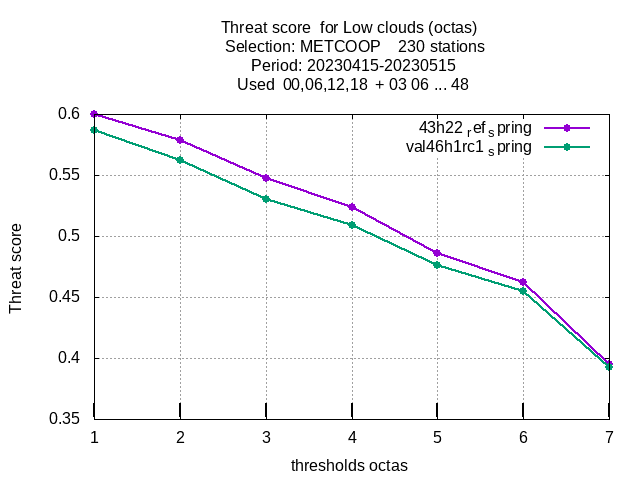 Threat score  for Low clouds (octas)
Selection: METCOOP    230 stations
Period: 20230415-20230515
Used  00,06,12,18  + 03 06 ... 48
43h22 ref spring
val46h1rc1 spring
0.6
0.55
0.5
0.45
0.4
0.35
Threat score
1 2 3 4 5 6 7
thresholds octas